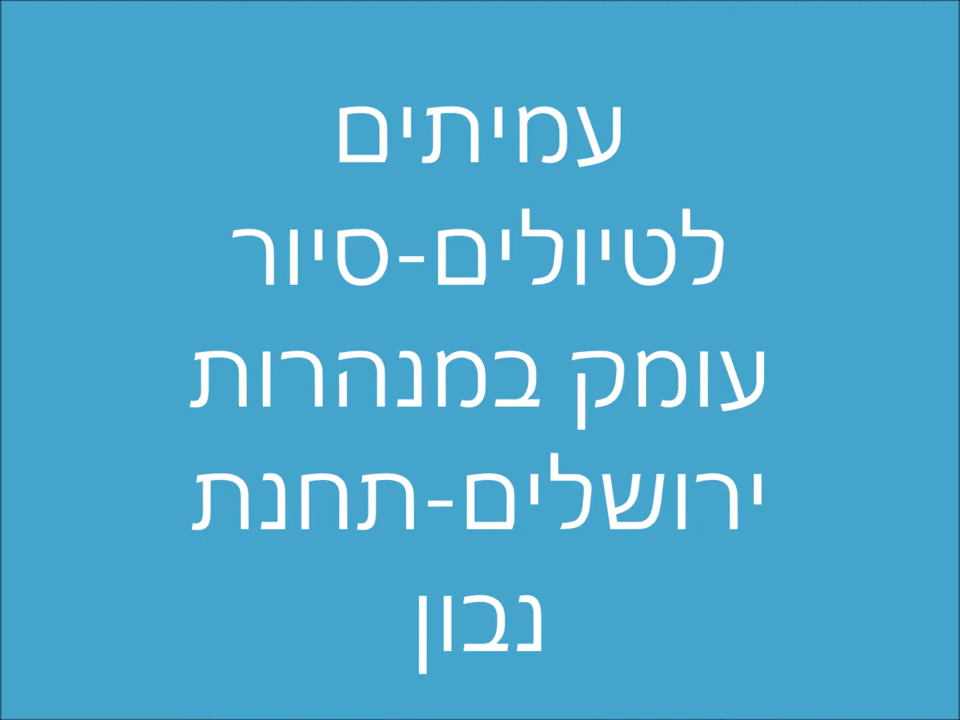 עמיתים
לטיולים-סיור
עומק במנהרות
ירושלים-תחנת
נבון